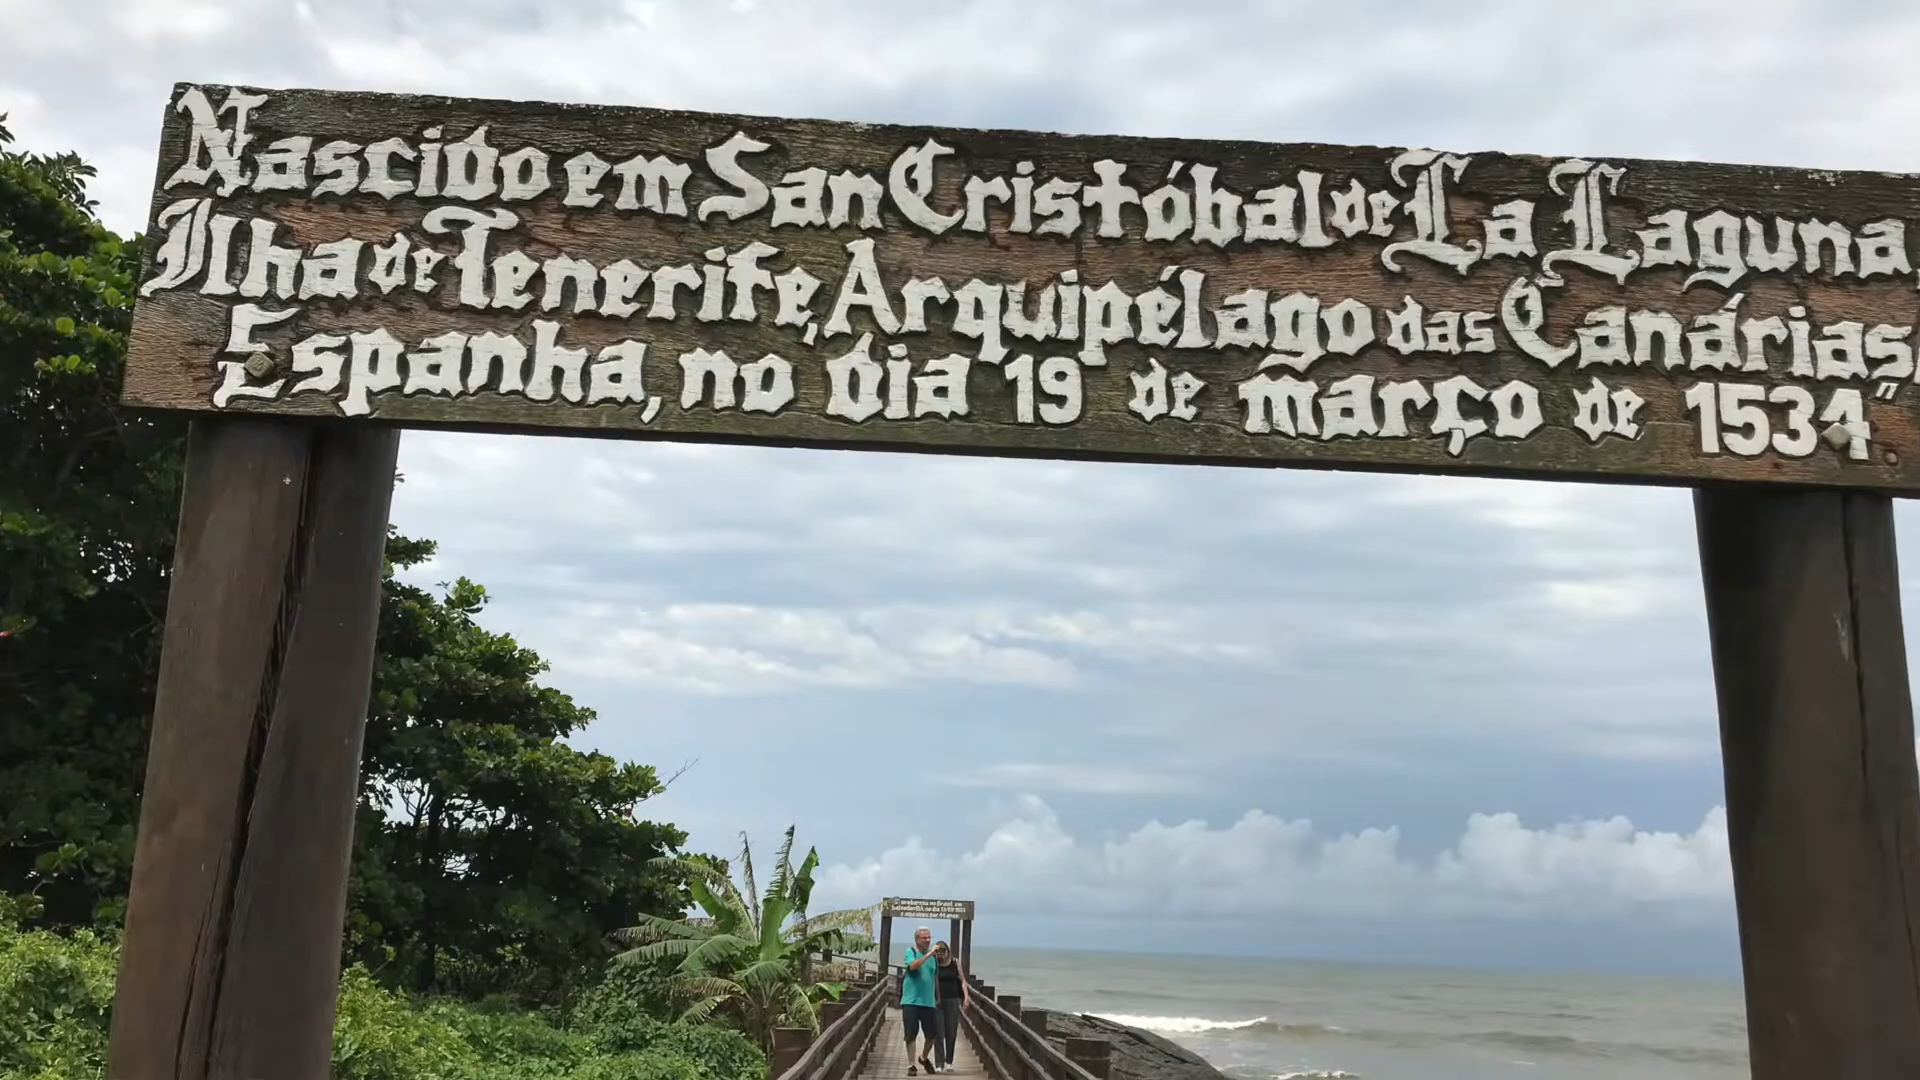 Nascido em San Cristóbal de La Laguna,
Ilha de Tenerife, Arquipélago das Canárias,
Espanha, no dia 19 de março de 1534"